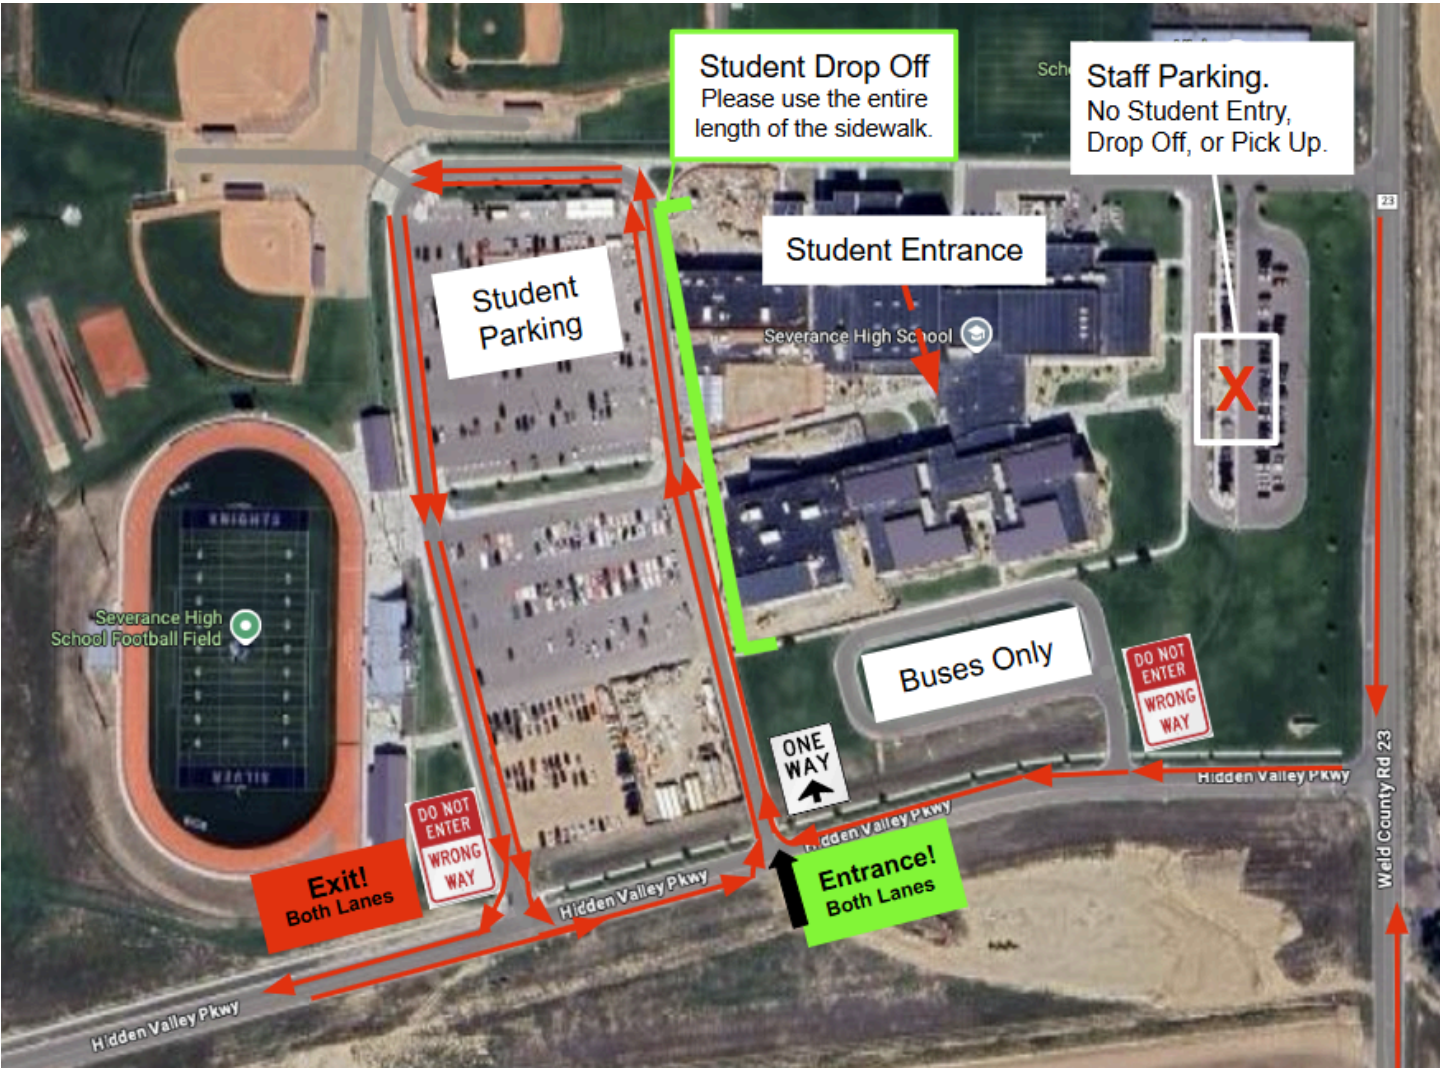 Student Drop Off
Please use the entire
length of the sidewalk.
Staff Parking.
No Student Entry,
Drop Off, or Pick Up.
23
Student Entrance
Student
Parking
Severance High School
X
KNIGHTS
Severance High
School Football Field
Buses Only
DO NOT
ENTER
WRONG
WAY
ONE
WAY
Hidden Valley Pkwy
Weld County Rd 23
SILVER
DO NOT
ENTER
WRONG
WAY
Hidden Valley Pkwy
Exit!
Both Lanes
Entrance!
Both Lanes
Hidden Valley Pkwy
Hidden Valley Pkwy